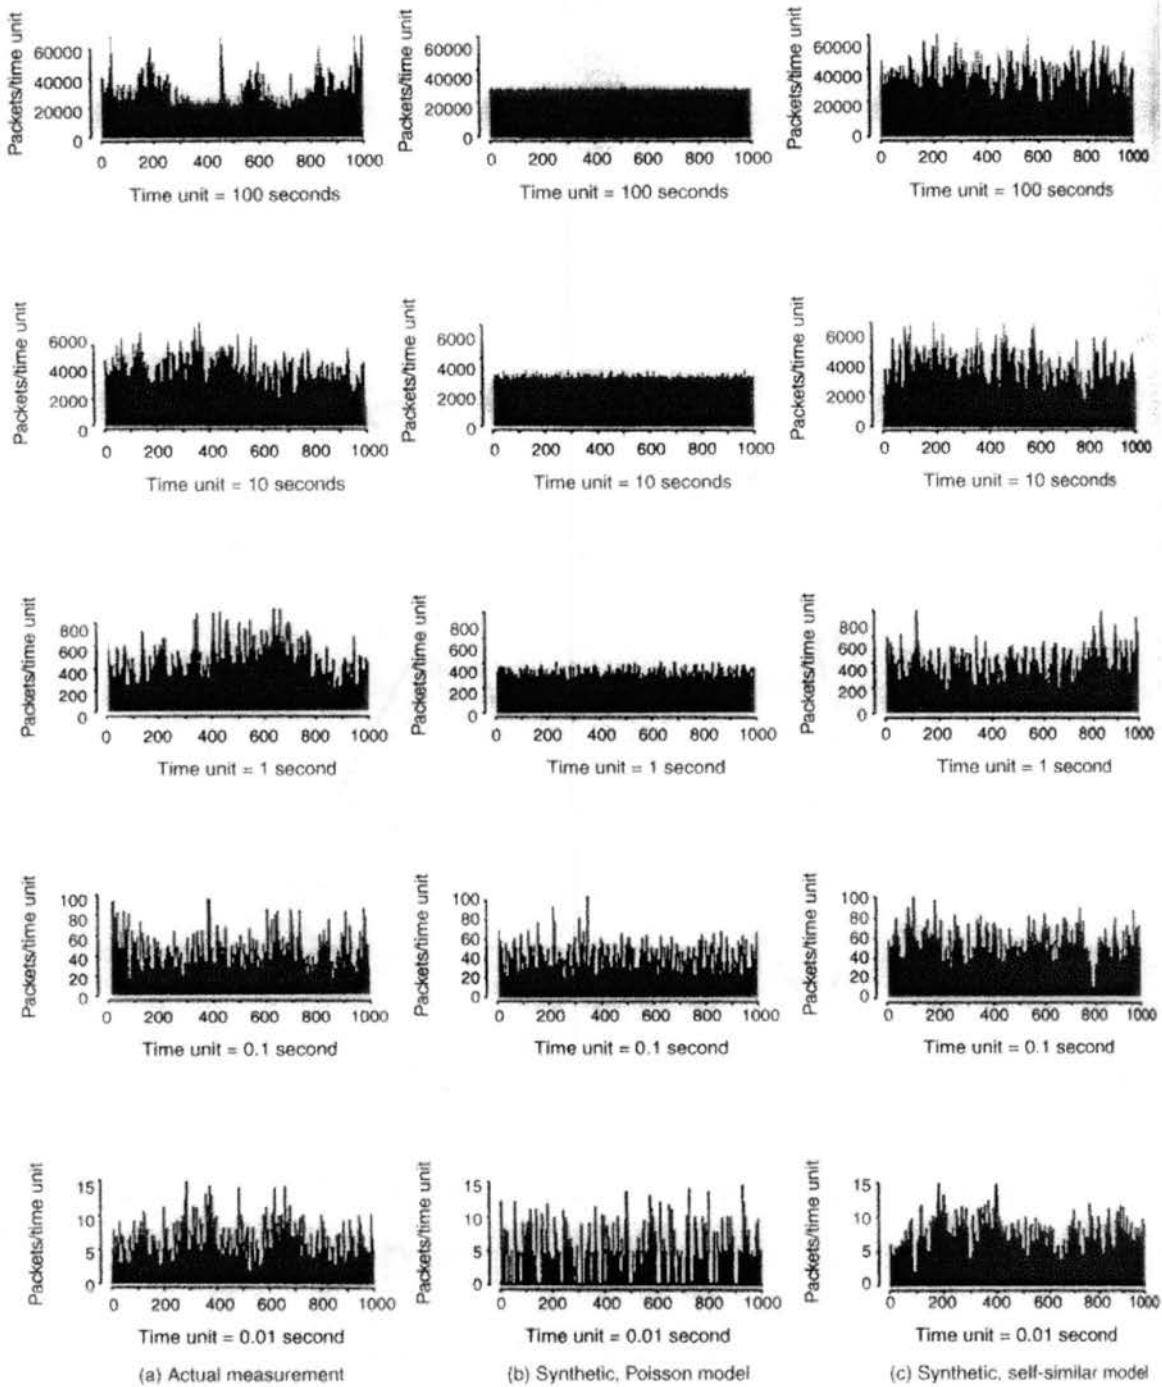 Packets/time unit
60000
40000
20000
0
0 200 400 600 800 1000
Time unit = 100 seconds
Packets/time unit
60000
40000
20000
0
0 200 400 600 800 1000
Time unit = 100 seconds
Packets/time unit
60000
40000
20000
0
0 200 400 600 800 1000
Time unit = 100 seconds
Packets/time unit
6000
4000
2000
0
0 200 400 600 800 1000
Time unit = 10 seconds
Packets/time unit
6000
4000
2000
0
0 200 400 600 800 1000
Time unit = 10 seconds
Packets/time unit
6000
4000
2000
0
0 200 400 600 800 1000
Time unit = 10 seconds
Packets/time unit
800
600
400
200
0
0 200 400 600 800 1000
Time unit = 1 second
Packets/time unit
800
600
400
200
0
0 200 400 600 800 1000
Time unit = 1 second
Packets/time unit
800
600
400
200
0
0 200 400 600 800 1000
Time unit = 1 second
Packets/time unit
100
80
60
40
20
0
0 200 400 600 800 1000
Time unit = 0.1 second
Packets/time unit
100
80
60
40
20
0
0 200 400 600 800 1000
Time unit = 0.1 second
Packets/time unit
100
80
60
40
20
0
0 200 400 600 800 1000
Time unit = 0.1 second
Packets/time unit
15
10
5
0
0 200 400 600 800 1000
Time unit = 0.01 second
(a) Actual measurement
Packets/time unit
15
10
5
0
0 200 400 600 800 1000
Time unit = 0.01 second
(b) Synthetic, Poisson model
Packets/time unit
15
10
5
0
0 200 400 600 800 1000
Time unit = 0.01 second
(c) Synthetic, self-similar model